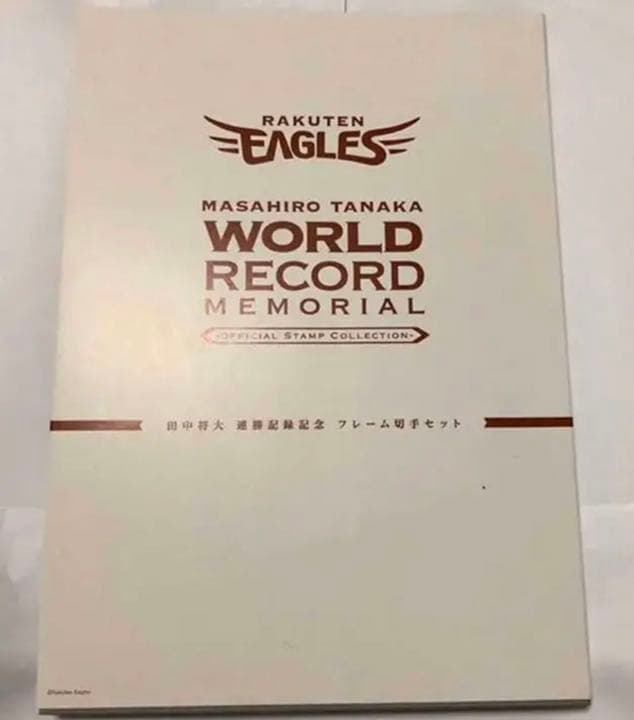 RAKUTEN
EAGLES
MASAHIRO TANAKA
WORLD
RECORD
MEMORIAL
-OFFICIAL STAMP COLLECTION-
田中将大 連勝記録記念 フレーム切手セット
©Rakuten Eagles